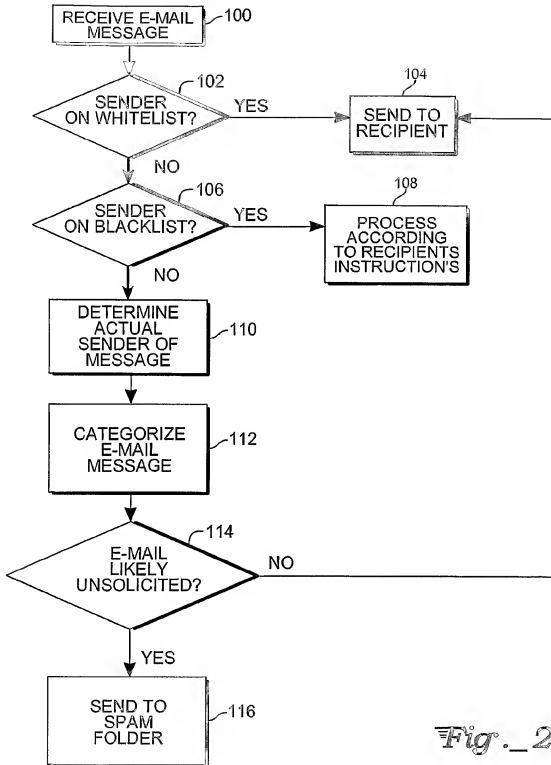 RECEIVE E-MAIL
MESSAGE
100
102
SENDER
ON WHITELIST?
YES
104
SEND TO
RECIPIENT
NO
106
SENDER
ON BLACKLIST?
YES
108
PROCESS
ACCORDING
TO RECIPIENTS
INSTRUCTION'S
NO
DETERMINE
ACTUAL
SENDER OF
MESSAGE
110
CATEGORIZE
E-MAIL
MESSAGE
112
114
E-MAIL
LIKELY
UNSOLICITED?
NO
YES
SEND TO
SPAM
FOLDER
116
Fig._2